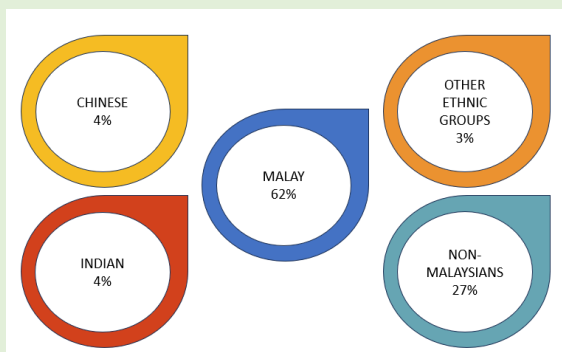 CHINESE
4%
OTHER
ETHNIC
GROUPS
3%
MALAY
62%
INDIAN
4%
NON-
MALAYSIANS
27%